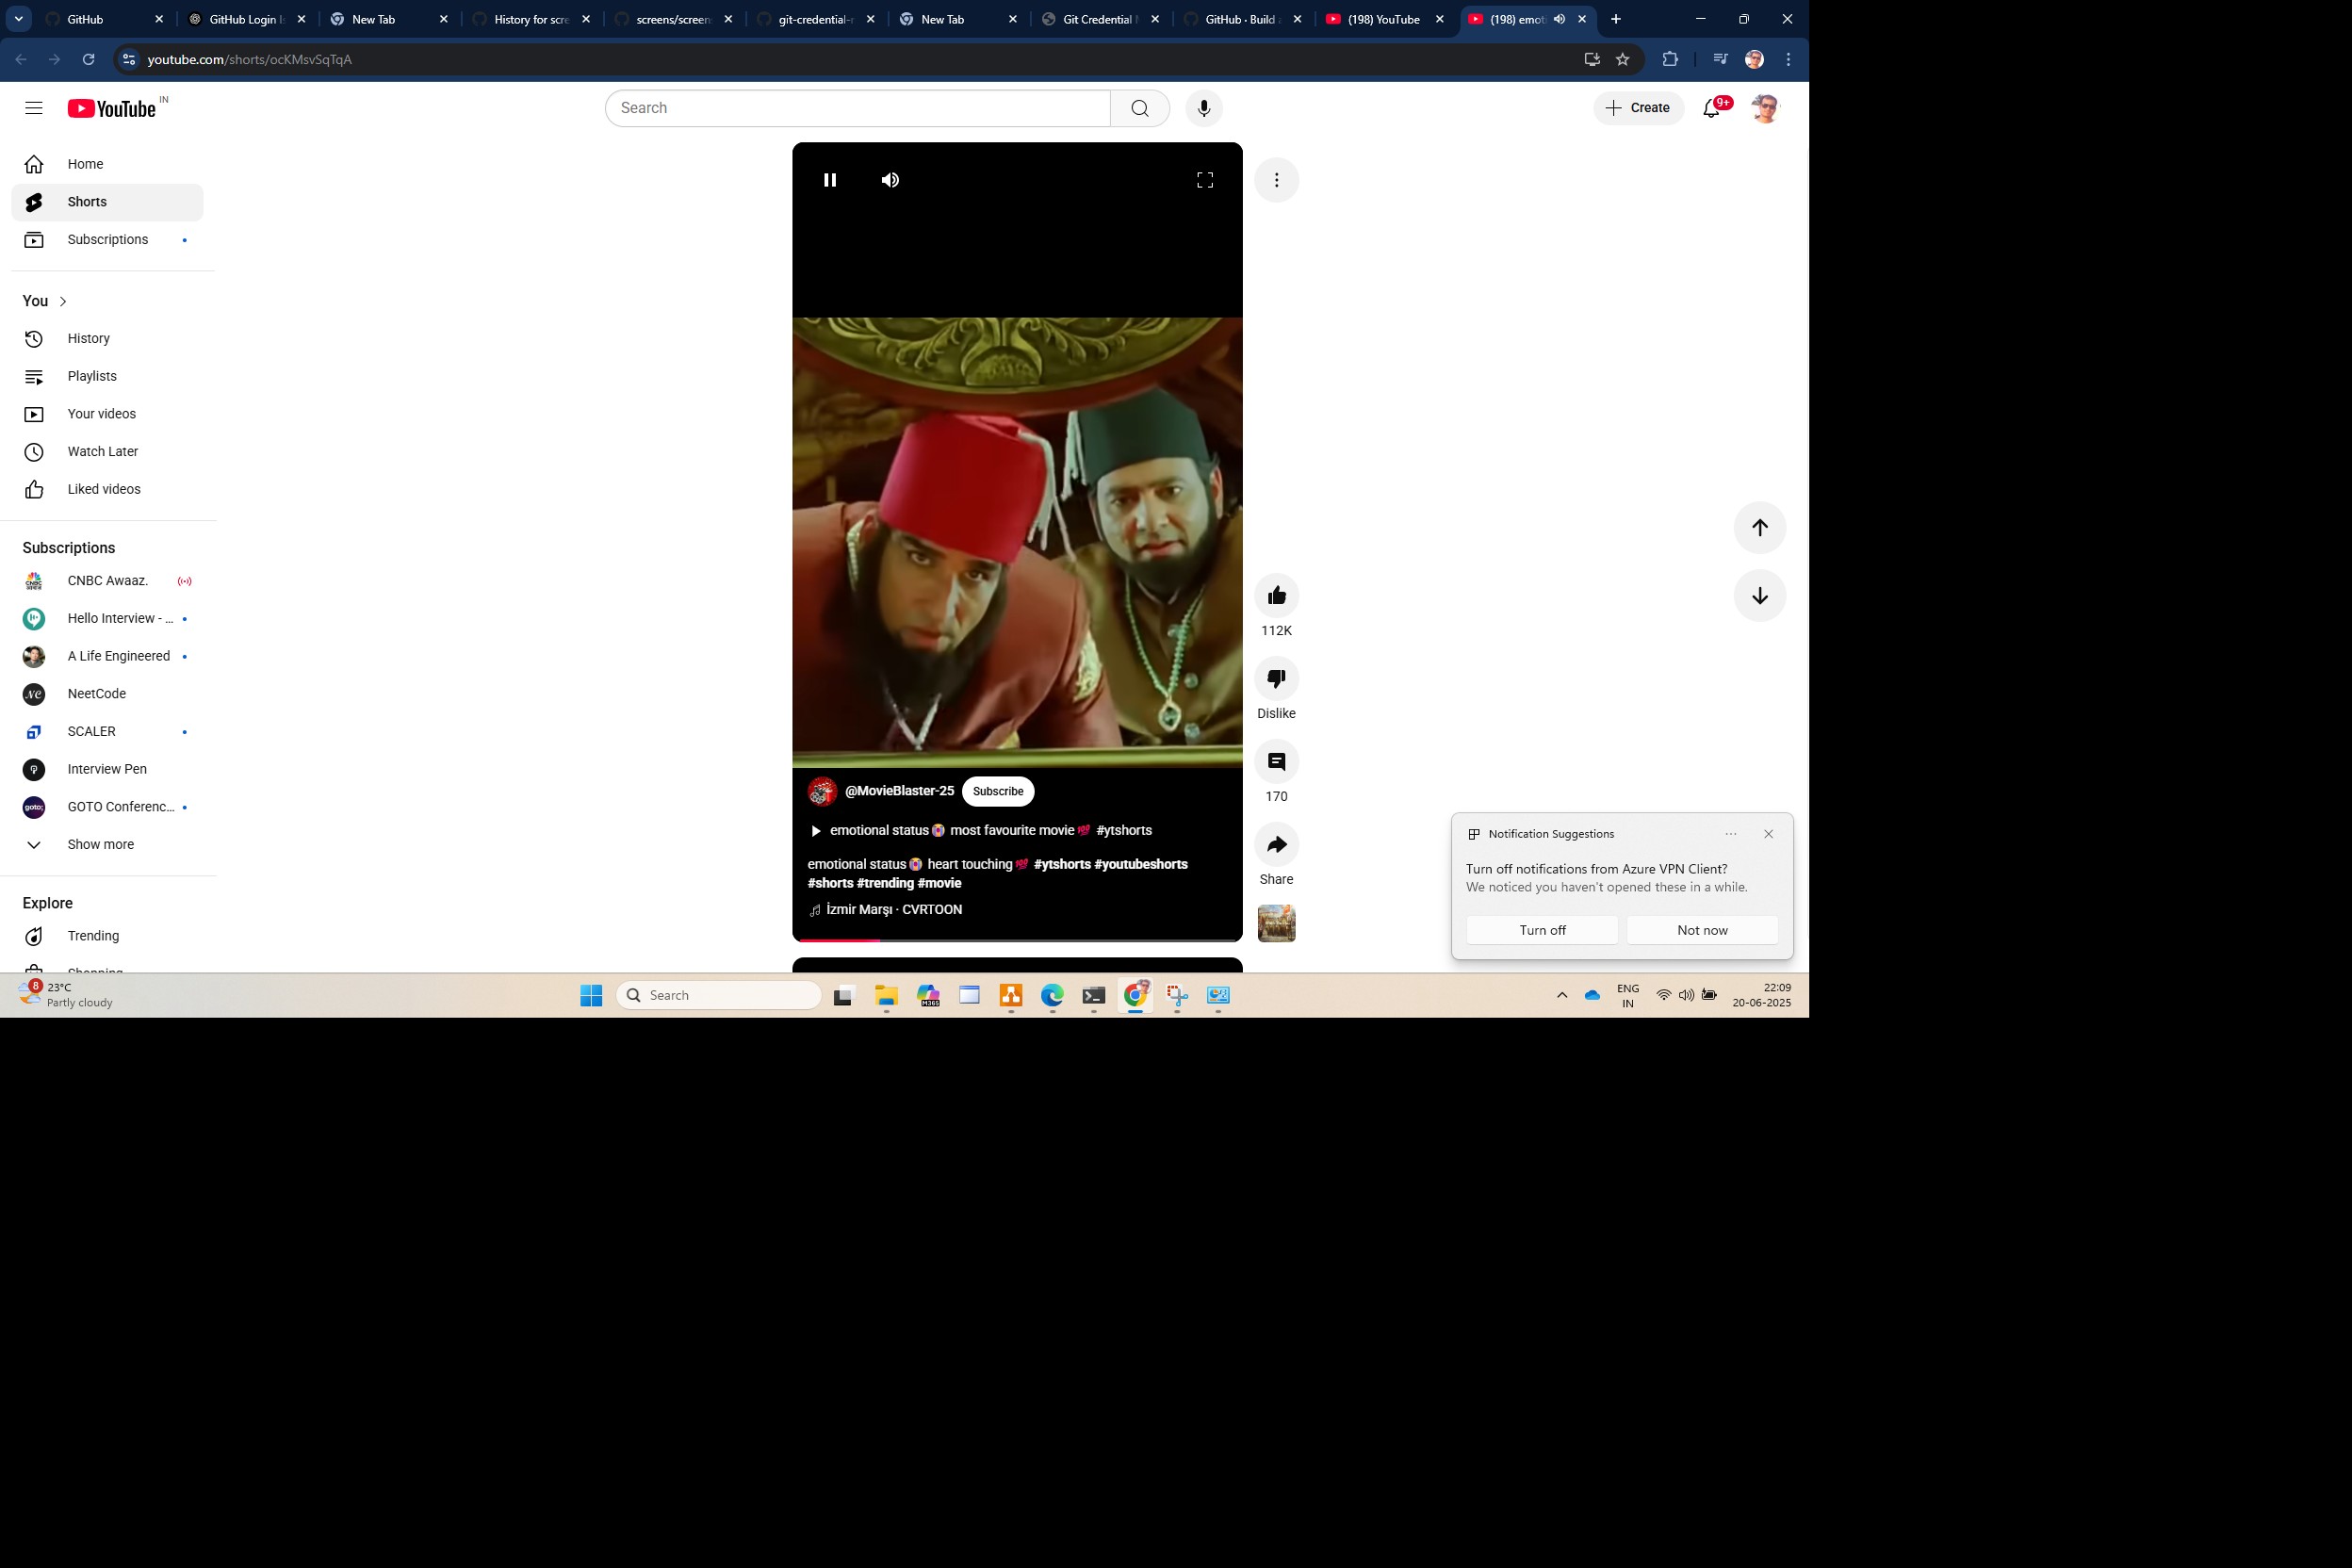 GitHub
GitHub Login
New Tab
History for scre
screens/screen
git-credential-
New Tab
Git Credential
GitHub · Build
(198) YouTube
(198) emot
youtube.com/shorts/ocKMsvSqTqA
YouTube IN
Search
Create
9+
Home
Shorts
Subscriptions
You
History
Playlists
Your videos
Watch Later
Liked videos
Subscriptions
CNBC Awaaz.
Hello Interview - ...
A Life Engineered
NeetCode
SCALER
Interview Pen
GOTO Conferenc...
Show more
Explore
Trending
Shopping
112K
Dislike
170
Share
@MovieBlaster-25 Subscribe
emotional status😭 most favourite movie💯 #ytshorts
emotional status😭 heart touching💯 #ytshorts #youtubeshorts
#shorts #trending #movie
İzmir Marşı · CVRTOON
Notification Suggestions
Turn off notifications from Azure VPN Client?
We noticed you haven't opened these in a while.
Turn off
Not now
8
23°C
Partly cloudy
Search
M365
ENG
IN
22:09
20-06-2025